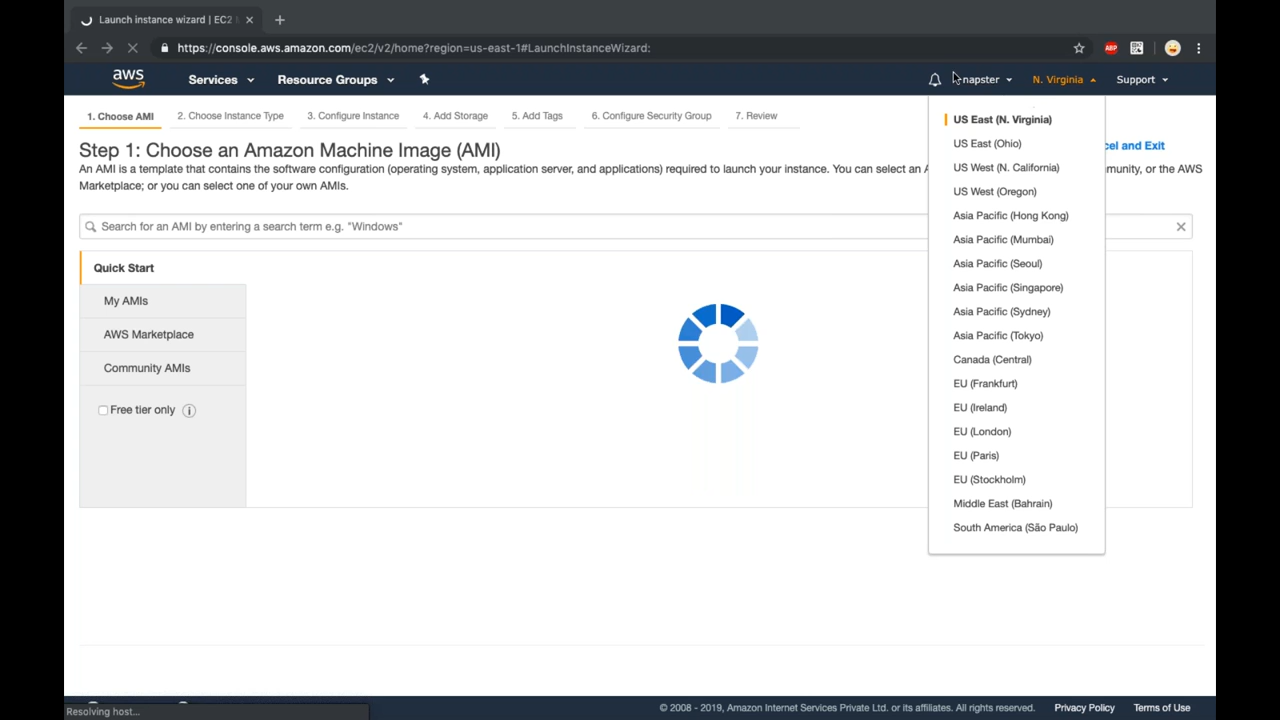 Launch instance wizard | EC2
https://console.aws.amazon.com/ec2/v2/home?region=us-east-1#LaunchInstanceWizard:
ABP
aws Services Resource Groups napster N. Virginia Support
1. Choose AMI 2. Choose Instance Type 3. Configure Instance 4. Add Storage 5. Add Tags 6. Configure Security Group 7. Review
Step 1: Choose an Amazon Machine Image (AMI)
cel and Exit
An AMI is a template that contains the software configuration (operating system, application server, and applications) required to launch your instance. You can select an A munity, or the AWS
Marketplace; or you can select one of your own AMIs.
Search for an AMI by entering a search term e.g. "Windows"
Quick Start
My AMIs
AWS Marketplace
Community AMIs
Free tier only
US East (N. Virginia)
US East (Ohio)
US West (N. California)
US West (Oregon)
Asia Pacific (Hong Kong)
Asia Pacific (Mumbai)
Asia Pacific (Seoul)
Asia Pacific (Singapore)
Asia Pacific (Sydney)
Asia Pacific (Tokyo)
Canada (Central)
EU (Frankfurt)
EU (Ireland)
EU (London)
EU (Paris)
EU (Stockholm)
Middle East (Bahrain)
South America (São Paulo)
Resolving host...
© 2008 - 2019, Amazon Internet Services Private Ltd. or its affiliates. All rights reserved. Privacy Policy Terms of Use